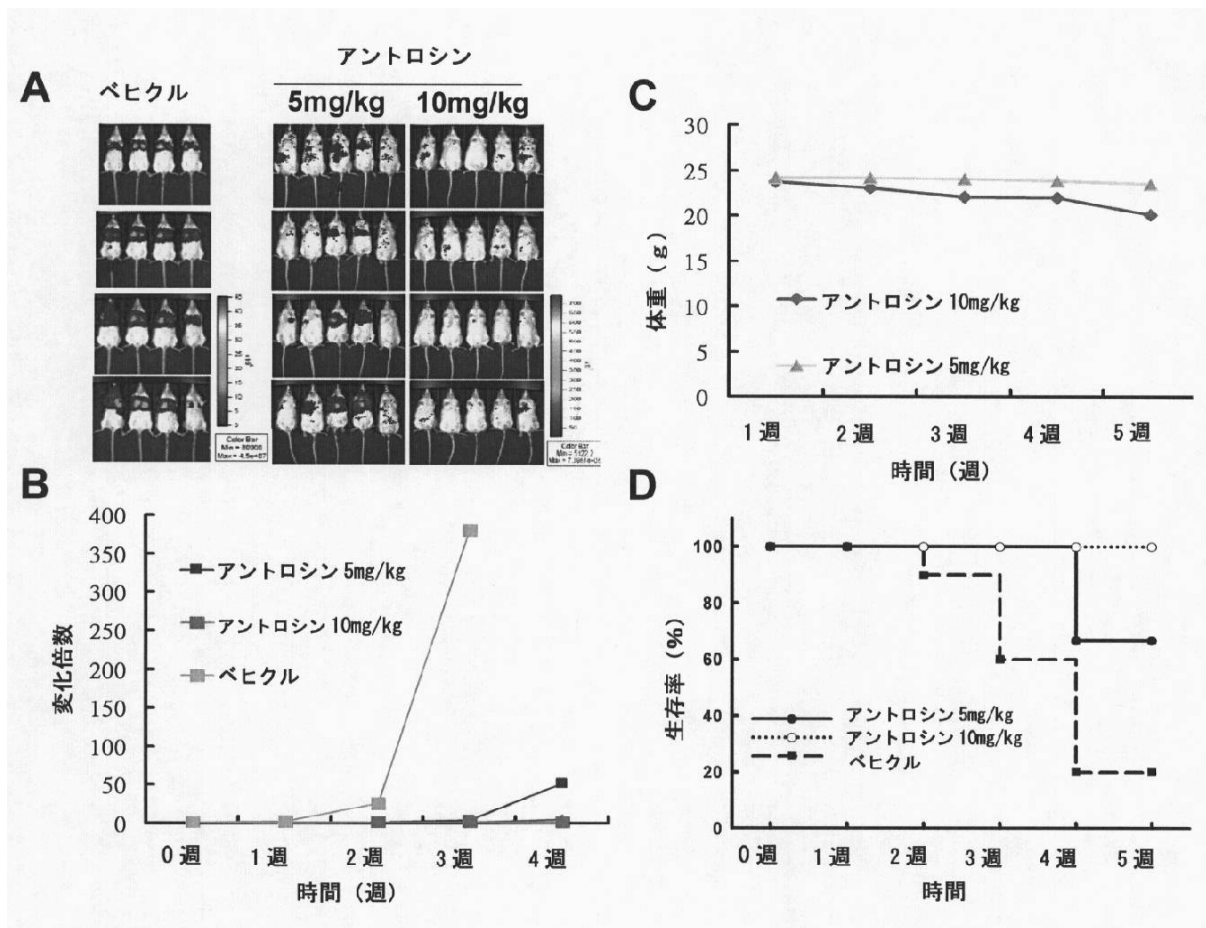 A
ベヒクル
アントロシン
5mg/kg 10mg/kg
Color Bar
Color Bar
B
400
350
300
250
200
150
100
50
0
変化倍数
アントロシン 5mg/kg
アントロシン 10mg/kg
ベヒクル
0週 1週 2週 3週 4週
時間（週）
C
30
25
20
15
10
5
0
体重（g）
アントロシン 10mg/kg
アントロシン 5mg/kg
1週 2週 3週 4週 5週
時間（週）
D
100
80
60
40
20
0
生存率（%）
アントロシン 5mg/kg
アントロシン 10mg/kg
ベヒクル
0週 1週 2週 3週 4週 5週
時間